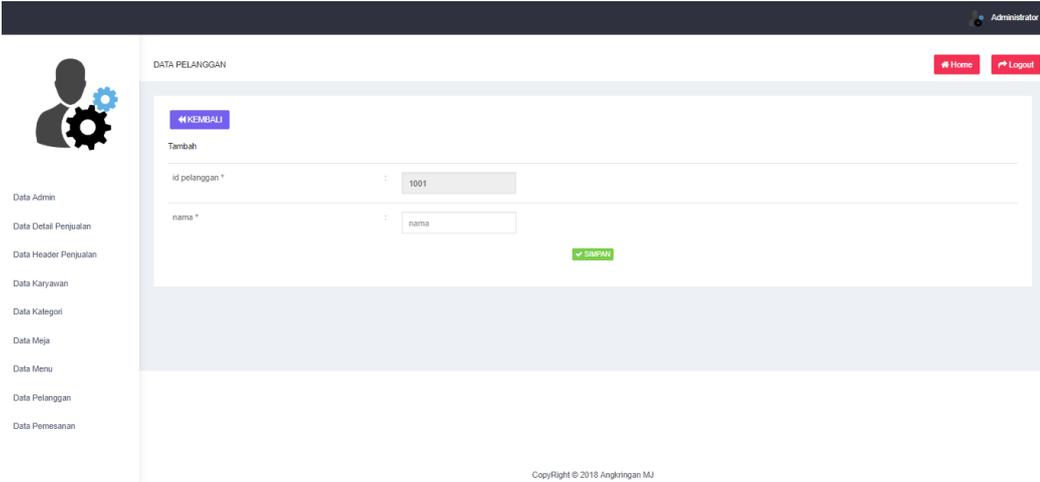 Administrator
DATA PELANGGAN
Home
Logout
KEMBALI
Tambah
id pelanggan * : 1001
nama * : nama
SIMPAN
Data Admin
Data Detail Penjualan
Data Header Penjualan
Data Karyawan
Data Kategori
Data Meja
Data Menu
Data Pelanggan
Data Pemesanan
CopyRight © 2018 Angkringan MJ